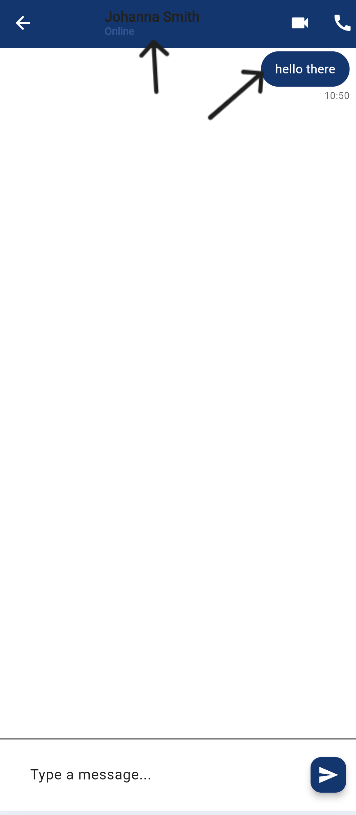 Johanna Smith
Online
hello there
10:50
Type a message...